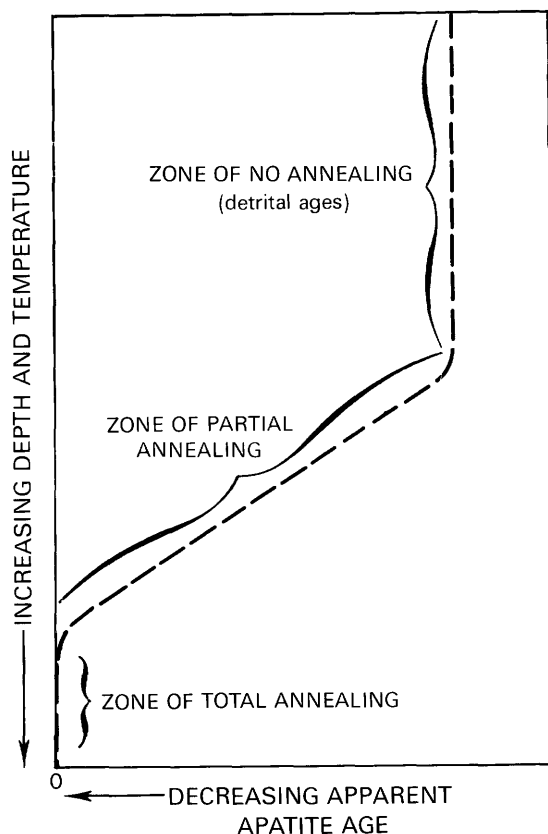 ZONE OF NO ANNEALING
(detrital ages)
INCREASING DEPTH AND TEMPERATURE
ZONE OF PARTIAL
ANNEALING
ZONE OF TOTAL ANNEALING
0
DECREASING APPARENT
APATITE AGE